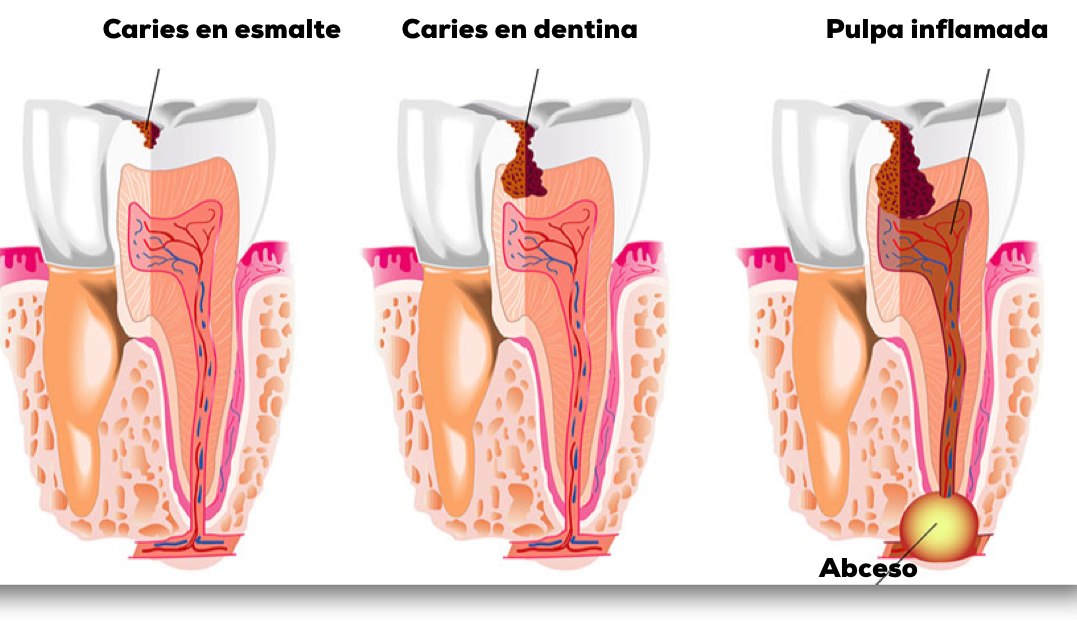 Caries en esmalte
Caries en dentina
Pulpa inflamada
Abceso